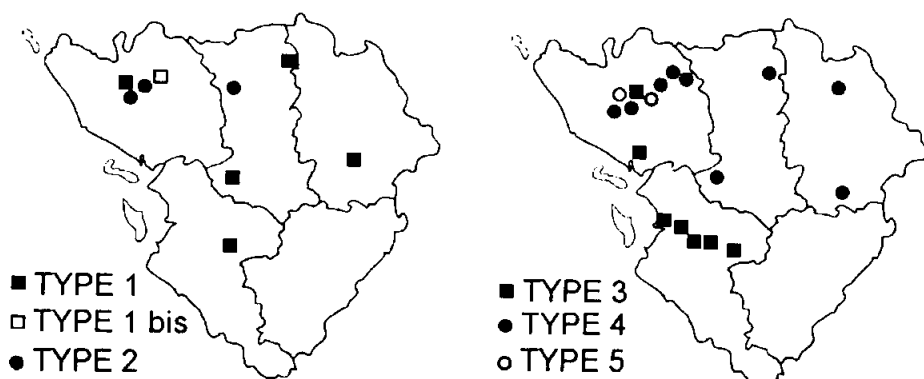 ■ TYPE 1
□ TYPE 1 bis
● TYPE 2
■ TYPE 3
● TYPE 4
○ TYPE 5